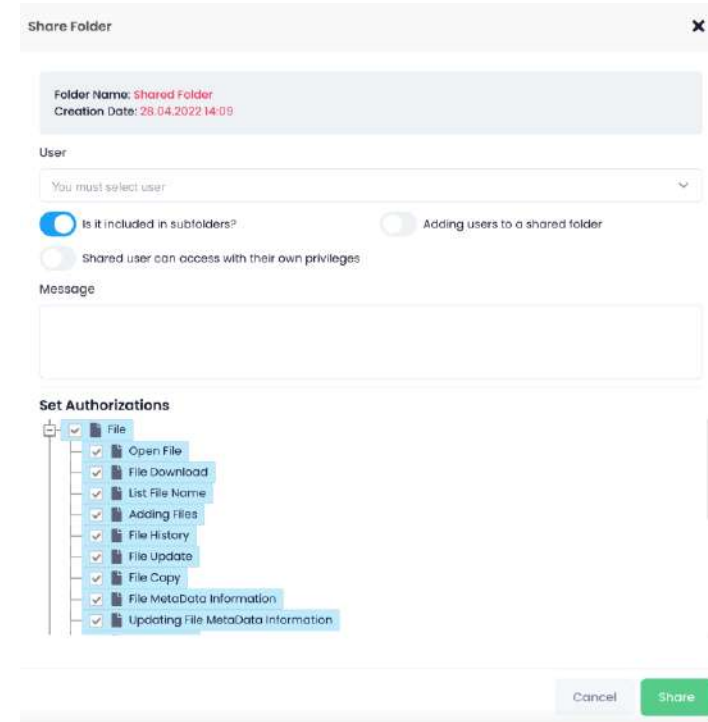 Share Folder
Folder Name: Shared Folder
Creation Date: 28.04.2022 14:09
User
You must select user
Is it included in subfolders?
Adding users to a shared folder
Shared user can access with their own privileges
Message
Set Authorizations
File
Open File
File Download
List File Name
Adding Files
File History
File Update
File Copy
File MetaData Information
Updating File MetaData Information
Cancel
Share